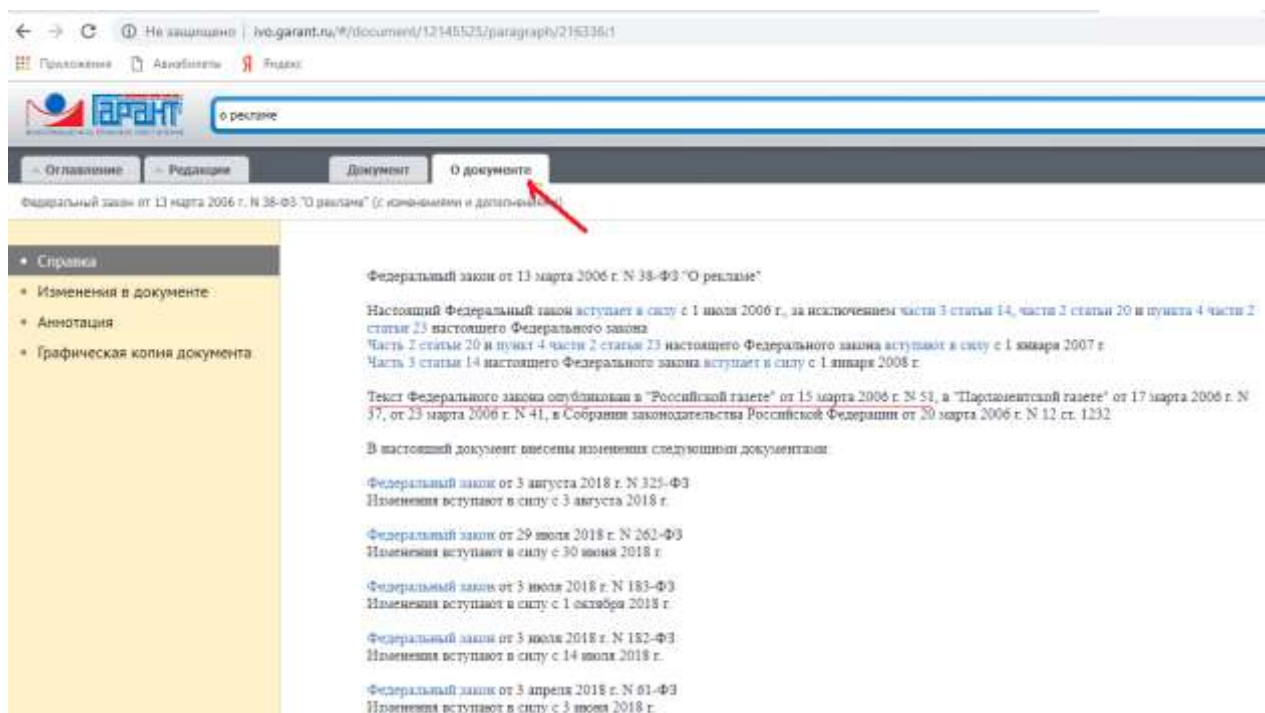 Не защищено | ivo.garant.ru/#/document/12145525/paragraph/216336:1
Приложения Авиабилеты Яндекс
ГАРАНТ о рекламе
Оглавление Редакции Документ О документе
Федеральный закон от 13 марта 2006 г. N 38-ФЗ "О рекламе" (с изменениями и дополнениями)
Справка
Изменения в документе
Аннотация
Графическая копия документа
Федеральный закон от 13 марта 2006 г. N 38-ФЗ "О рекламе"
Настоящий Федеральный закон вступает в силу с 1 июля 2006 г., за исключением части 3 статьи 14, части 2 статьи 20 и пункта 4 части 2
статьи 23 настоящего Федерального закона
Часть 2 статьи 20 и пункт 4 части 2 статьи 23 настоящего Федерального закона вступают в силу с 1 января 2007 г.
Часть 3 статьи 14 настоящего Федерального закона вступает в силу с 1 января 2008 г.
Текст Федерального закона опубликован в "Российской газете" от 15 марта 2006 г. N 51, в "Парламентской газете" от 17 марта 2006 г. N
37, от 23 марта 2006 г. N 41, в Собрании законодательства Российской Федерации от 20 марта 2006 г. N 12 ст. 1232
В настоящий документ внесены изменения следующими документами:
Федеральный закон от 3 августа 2018 г. N 325-ФЗ
Изменения вступают в силу с 3 августа 2018 г.
Федеральный закон от 29 июля 2018 г. N 262-ФЗ
Изменения вступают в силу с 30 июня 2018 г.
Федеральный закон от 3 июля 2018 г. N 183-ФЗ
Изменения вступают в силу с 1 октября 2018 г.
Федеральный закон от 3 июля 2018 г. N 182-ФЗ
Изменения вступают в силу с 14 июля 2018 г.
Федеральный закон от 3 апреля 2018 г. N 61-ФЗ
Изменения вступают в силу с 3 июня 2018 г.